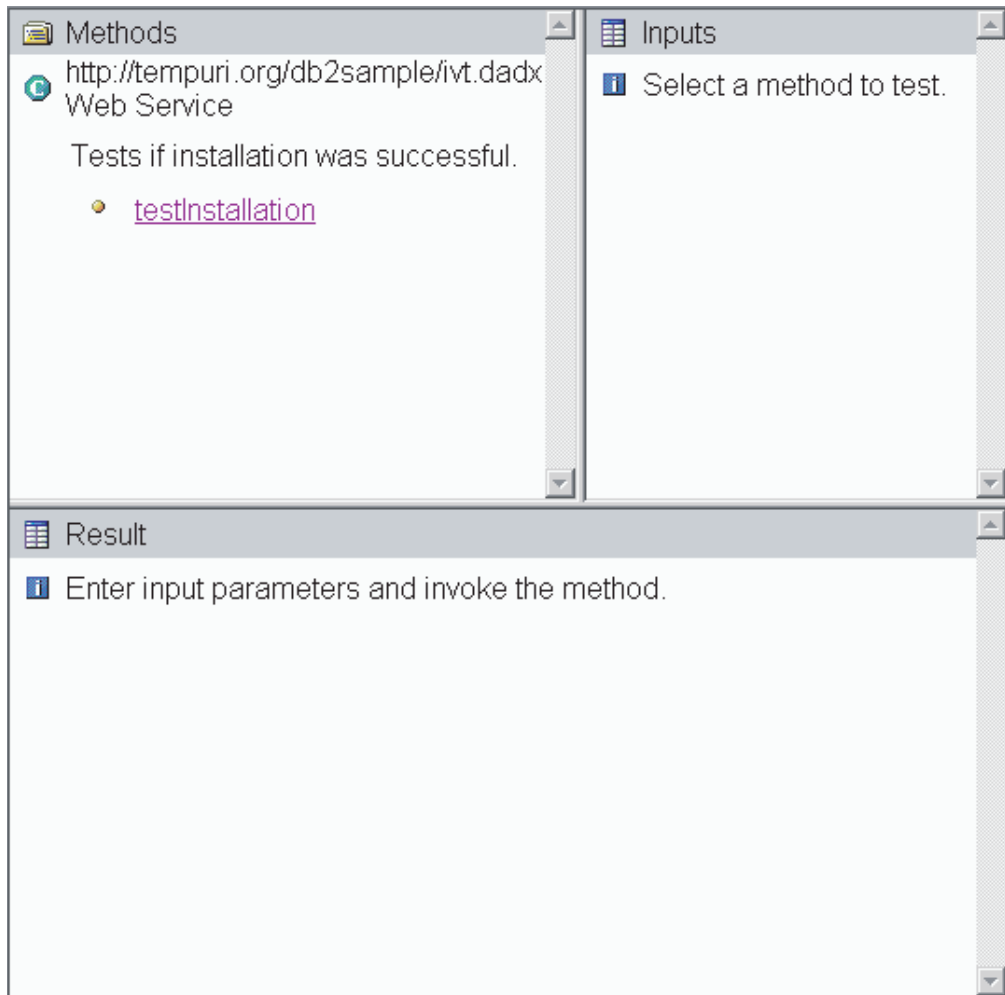 Methods
http://tempuri.org/db2sample/ivt.dadx
Web Service
Tests if installation was successful.
testInstallation
Inputs
Select a method to test.
Result
Enter input parameters and invoke the method.